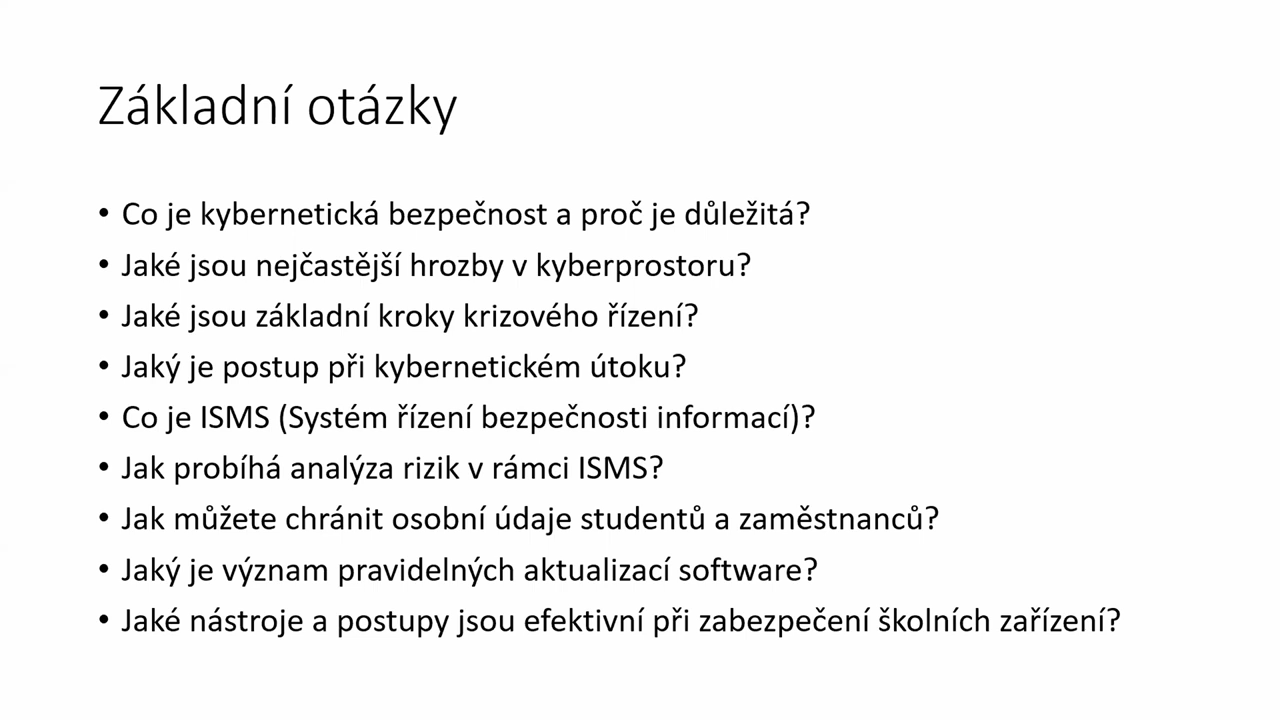 Základní otázky
• Co je kybernetická bezpečnost a proč je důležitá?
• Jaké jsou nejčastější hrozby v kyberprostoru?
• Jaké jsou základní kroky krizového řízení?
• Jaký je postup při kybernetickém útoku?
• Co je ISMS (Systém řízení bezpečnosti informací)?
• Jak probíhá analýza rizik v rámci ISMS?
• Jak můžete chránit osobní údaje studentů a zaměstnanců?
• Jaký je význam pravidelných aktualizací software?
• Jaké nástroje a postupy jsou efektivní při zabezpečení školních zařízení?